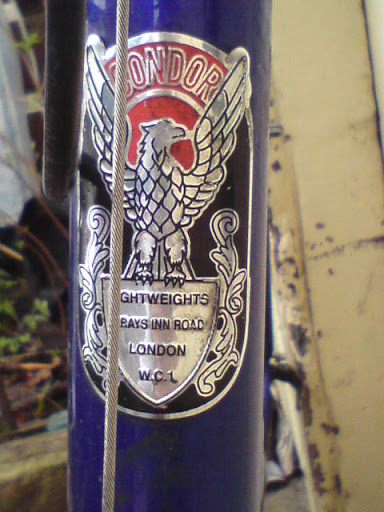 CONDOR
GHTWEIGHTS
RAYS INN ROAD
LONDON
W.C.1.